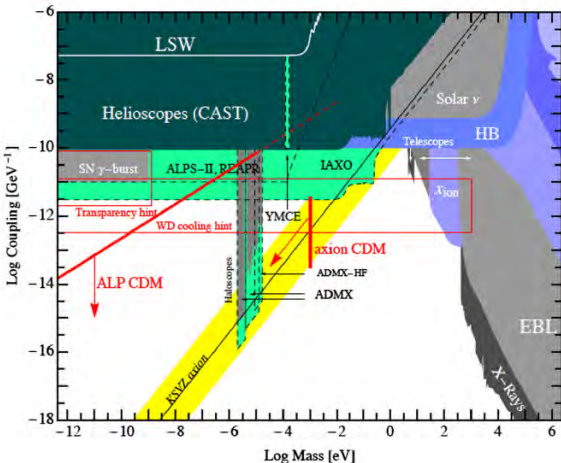 -6
LSW
-8
Helioscopes (CAST)
Solar ν
HB
-10
Telescopes
SN γ-burst
ALPS-II, REAPR
IAXO
Transparency hint
YMCE
x_ion
-12
WD cooling hint
axion CDM
ALP CDM
Haloscopes
ADMX-HF
-14
ADMX
EBL
-16
KSVZ axion
X-Rays
-18
-12 -10 -8 -6 -4 -2 0 2 4 6
Log Coupling [GeV⁻¹]
Log Mass [eV]